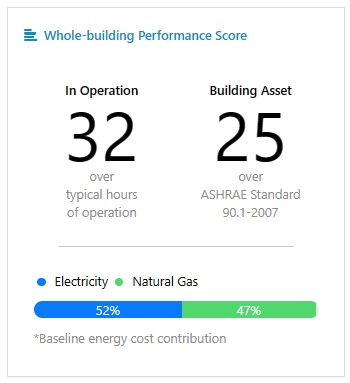 Whole-building Performance Score
In Operation
32
over
typical hours
of operation
Building Asset
25
over
ASHRAE Standard
90.1-2007
Electricity Natural Gas
52% 47%
*Baseline energy cost contribution